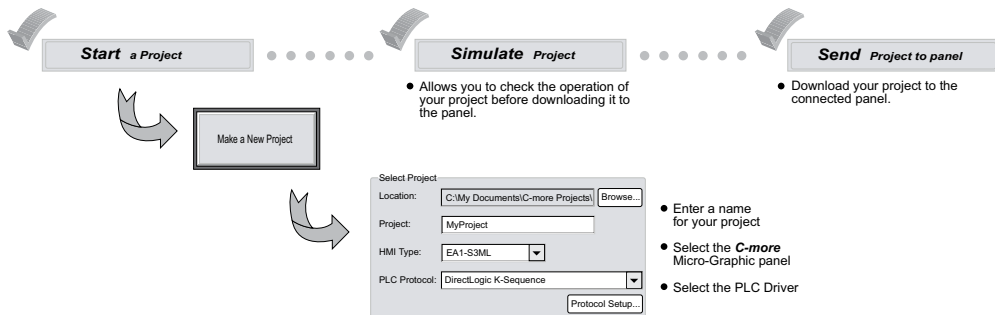 Start a Project
Simulate Project
Send Project to panel
• Allows you to check the operation of
your project before downloading it to
the panel.
• Download your project to the
connected panel.
Make a New Project
Select Project
Location: C:\My Documents\C-more Projects\ Browse...
Project: MyProject
HMI Type: EA1-S3ML
PLC Protocol: DirectLogic K-Sequence
Protocol Setup...
• Enter a name
for your project
• Select the C-more
Micro-Graphic panel
• Select the PLC Driver